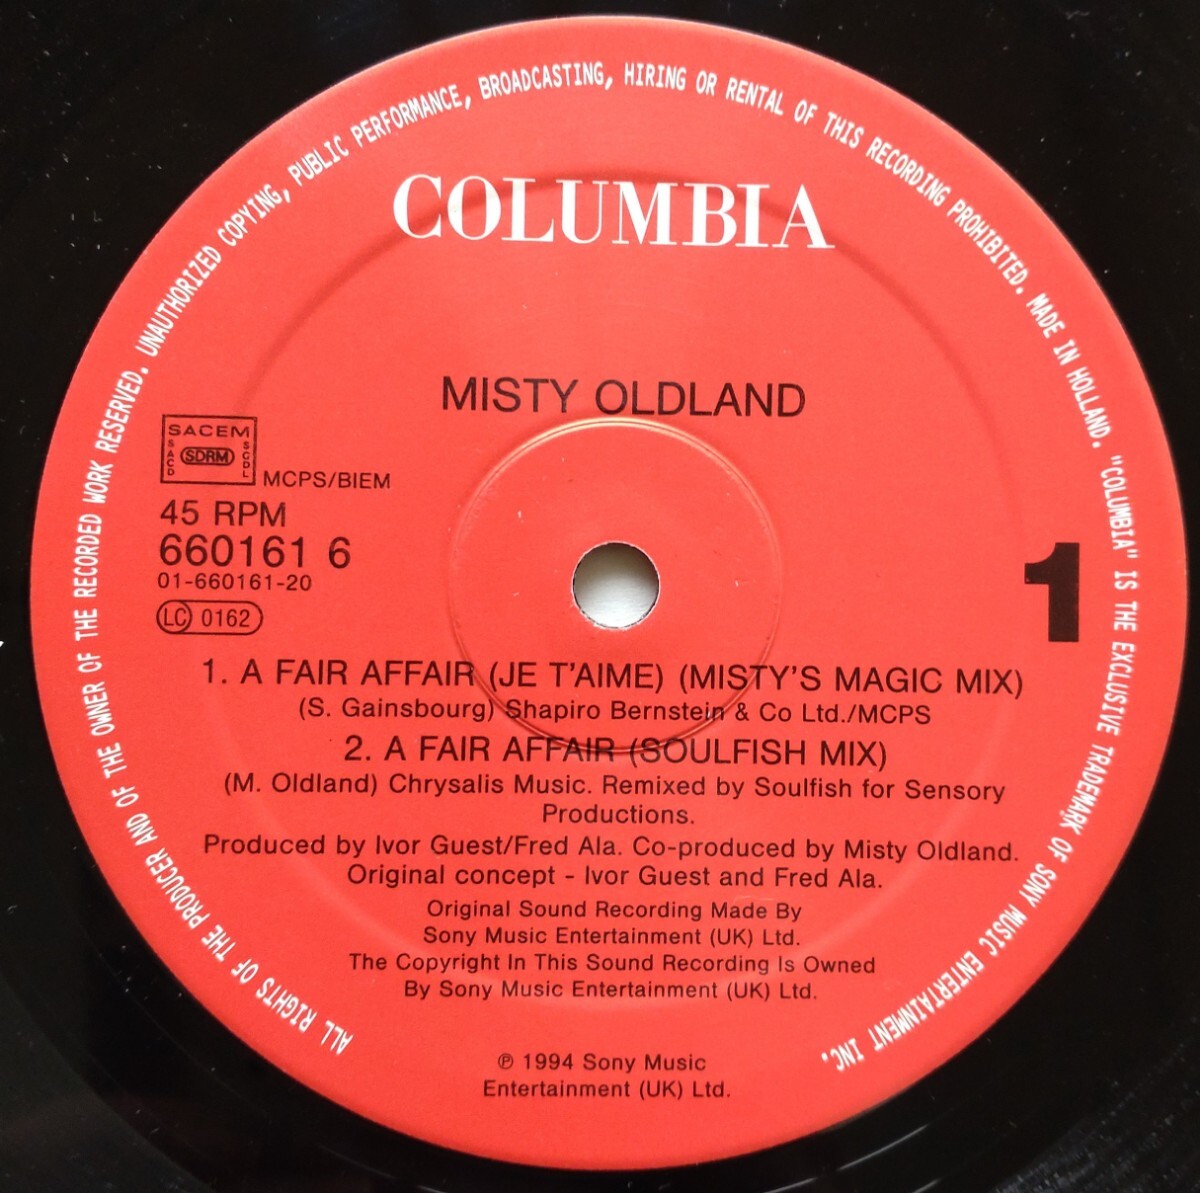 ALL RIGHTS OF THE PRODUCER AND OF THE OWNER OF THE RECORDED WORK RESERVED. UNAUTHORIZED COPYING, PUBLIC PERFORMANCE, BROADCASTING, HIRING OR RENTAL OF THIS RECORDING PROHIBITED. MADE IN HOLLAND. "COLUMBIA" IS THE EXCLUSIVE TRADEMARK OF SONY MUSIC ENTERTAINMENT INC.
COLUMBIA
MISTY OLDLAND
SACEM
SACD
SDRM
SCDL
MCPS/BIEM
45 RPM
660161 6
01-660161-20
LC 0162
1
1. A FAIR AFFAIR (JE T'AIME) (MISTY'S MAGIC MIX)
(S. Gainsbourg) Shapiro Bernstein & Co Ltd./MCPS
2. A FAIR AFFAIR (SOULFISH MIX)
(M. Oldland) Chrysalis Music. Remixed by Soulfish for Sensory
Productions.
Produced by Ivor Guest/Fred Ala. Co-produced by Misty Oldland.
Original concept - Ivor Guest and Fred Ala.
Original Sound Recording Made By
Sony Music Entertainment (UK) Ltd.
The Copyright In This Sound Recording Is Owned
By Sony Music Entertainment (UK) Ltd.
℗ 1994 Sony Music
Entertainment (UK) Ltd.